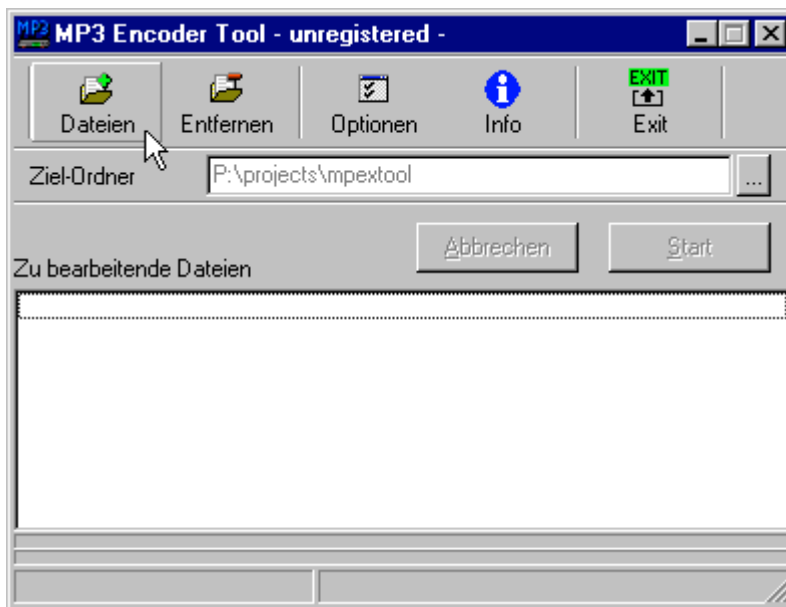 MP3 MP3 Encoder Tool - unregistered -
EXIT
Dateien Entfernen Optionen Info Exit
Ziel-Ordner P:\projects\mpextool ...
Abbrechen Start
Zu bearbeitende Dateien